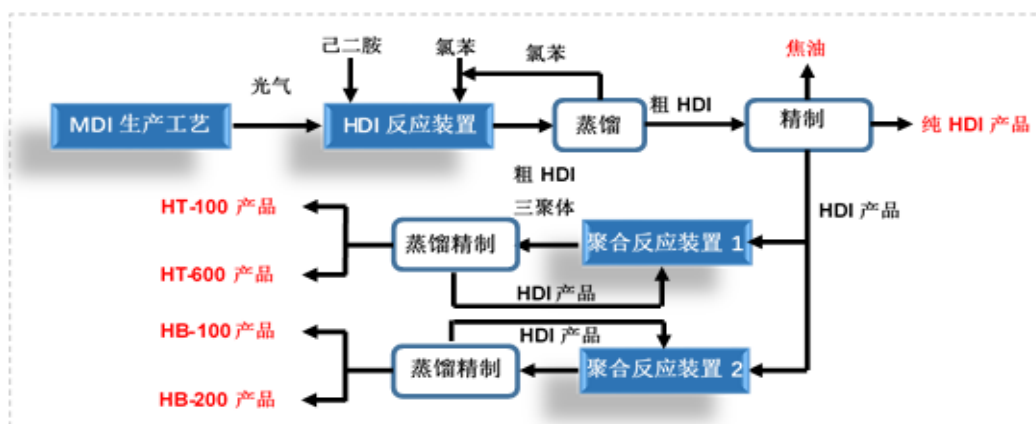 己二胺
氯苯
氯苯
焦油
光气
MDI 生产工艺
HDI 反应装置
蒸馏
粗 HDI
精制
纯 HDI 产品
粗 HDI
三聚体
HDI 产品
HT-100 产品
蒸馏精制
聚合反应装置 1
HT-600 产品
HDI 产品
HB-100 产品
HDI 产品
蒸馏精制
聚合反应装置 2
HB-200 产品